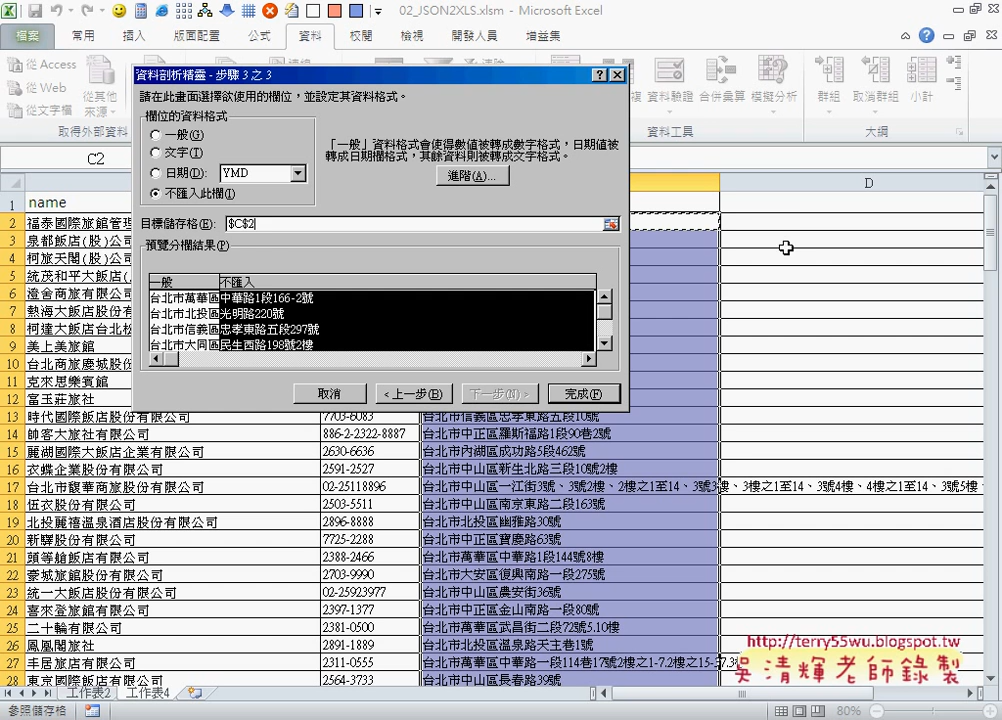 02_JSON2XLS.xlsm - Microsoft Excel
檔案 常用 插入 版面配置 公式 資料 校閱 檢視 開發人員 增益集
從 Access
從 Web
從文字檔
從其他來源
取得外部資料
資料驗證 合併彙算 模擬分析
資料工具
群組 取消群組 小計
大綱
C2
資料剖析精靈 - 步驟 3 之 3
請在此畫面選擇欲使用的欄位，並設定其資料格式。
欄位的資料格式
一般(G)
文字(T)
日期(D): YMD
不匯入此欄(I)
「一般」資料格式會使得數值被轉成數字格式，日期值被
轉成日期欄格式，其餘資料則被轉成文字格式。
進階(A)...
目標儲存格(E): $C$2
預覽分欄結果(P)
一般 不匯入
台北市萬華區中華路1段166-2號
台北市北投區光明路220號
台北市信義區忠孝東路五段297號
台北市大同區民生西路198號2樓
取消 <上一步(B) 下一步(N)> 完成(F)
D
1 name
2 福泰國際旅館管理
3 泉都飯店(股)公司
4 柯旅天閣(股)公司
5 統茂和平大飯店(
6 澄舍商旅有限公司
7 熱海大飯店股份有
8 柯達大飯店台北松
9 美上美旅館
10 台北商旅慶城股份
11 克來思樂賓館
12 富玉莊旅社
13 時代國際飯店股份有限公司 7703-6083 台北市信義區忠孝東路五段10號
14 帥客大旅社有限公司 886-2-2322-8887 台北市中正區羅斯福路1段90巷2號
15 麗湖國際大飯店企業有限公司 2630-6636 台北市內湖區成功路5段462號
16 衣蝶企業股份有限公司 2591-2527 台北市中山區新生北路三段10號2樓
17 台北市馥華商旅股份有限公司 02-25118896 台北市中山區一江街3號、3號2樓、2樓之1至14、3號3樓、3樓之1至14、3號4樓、4樓之1至14、3號5樓、
18 伍衣股份有限公司 2503-5511 台北市中山區南京東路二段163號
19 北投麗禧溫泉酒店股份有限公司 2896-8888 台北市北投區幽雅路30號
20 新驛股份有限公司 7725-2288 台北市中正區寶慶路63號
21 頭等艙飯店有限公司 2388-2466 台北市萬華區中華路1段144號8樓
22 豪城旅館股份有限公司 2703-9990 台北市大安區復興南路一段275號
23 統一大飯店股份有限公司 02-25923977 台北市中山區農安街36號
24 喜來登旅館有限公司 2397-1377 台北市中正區金山南路一段80號
25 二十輪有限公司 2381-0500 台北市萬華區武昌街二段72號5.10樓
26 鳳凰閣旅社 2891-1889 台北市北投區溫泉路天主巷1號
27 丰居旅店有限公司 2311-0555 台北市萬華區中華路一段114巷17號2樓之1-7.2樓之15-
28 東京國際大旅社有限公司 2564-3733 台北市中山區長春路39號
http://terry55wu.blogspot.tw
吳清輝老師錄製
工作表2 工作表4
參照儲存格 80%